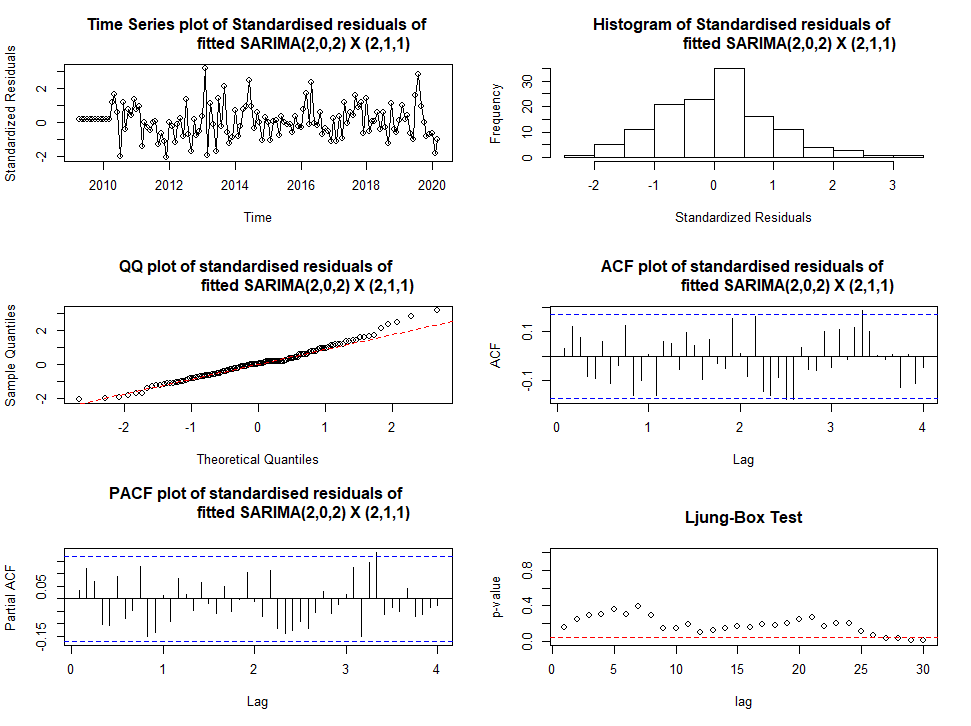 Time Series plot of Standardised residuals of
fitted SARIMA(2,0,2) X (2,1,1)
Standardized Residuals
2
0
-2
2010 2012 2014 2016 2018 2020
Time
Histogram of Standardised residuals of
fitted SARIMA(2,0,2) X (2,1,1)
Frequency
30
20
10
0
-2 -1 0 1 2 3
Standardized Residuals
QQ plot of standardised residuals of
fitted SARIMA(2,0,2) X (2,1,1)
Sample Quantiles
2
0
-2
-2 -1 0 1 2
Theoretical Quantiles
ACF plot of standardised residuals of
fitted SARIMA(2,0,2) X (2,1,1)
ACF
0.1
-0.1
0 1 2 3 4
Lag
PACF plot of standardised residuals of
fitted SARIMA(2,0,2) X (2,1,1)
Partial ACF
0.05
-0.15
0 1 2 3 4
Lag
Ljung-Box Test
p-value
0.8
0.4
0.0
0 5 10 15 20 25 30
lag